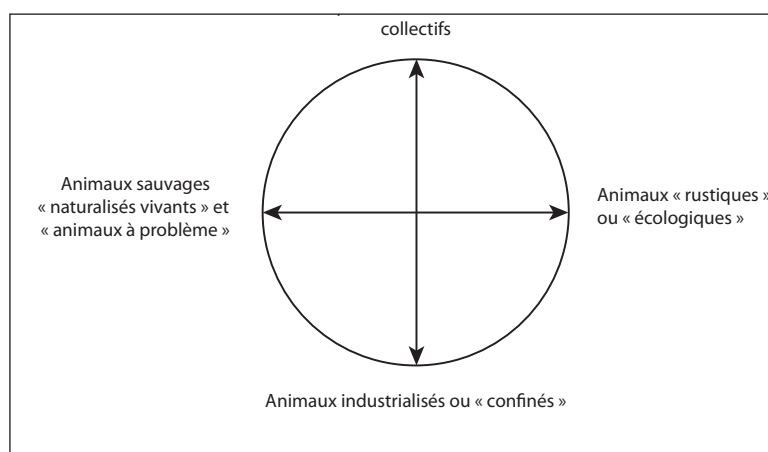 collectifs
Animaux sauvages
« naturalisés vivants » et
« animaux à problème »
Animaux « rustiques »
ou « écologiques »
Animaux industrialisés ou « confinés »